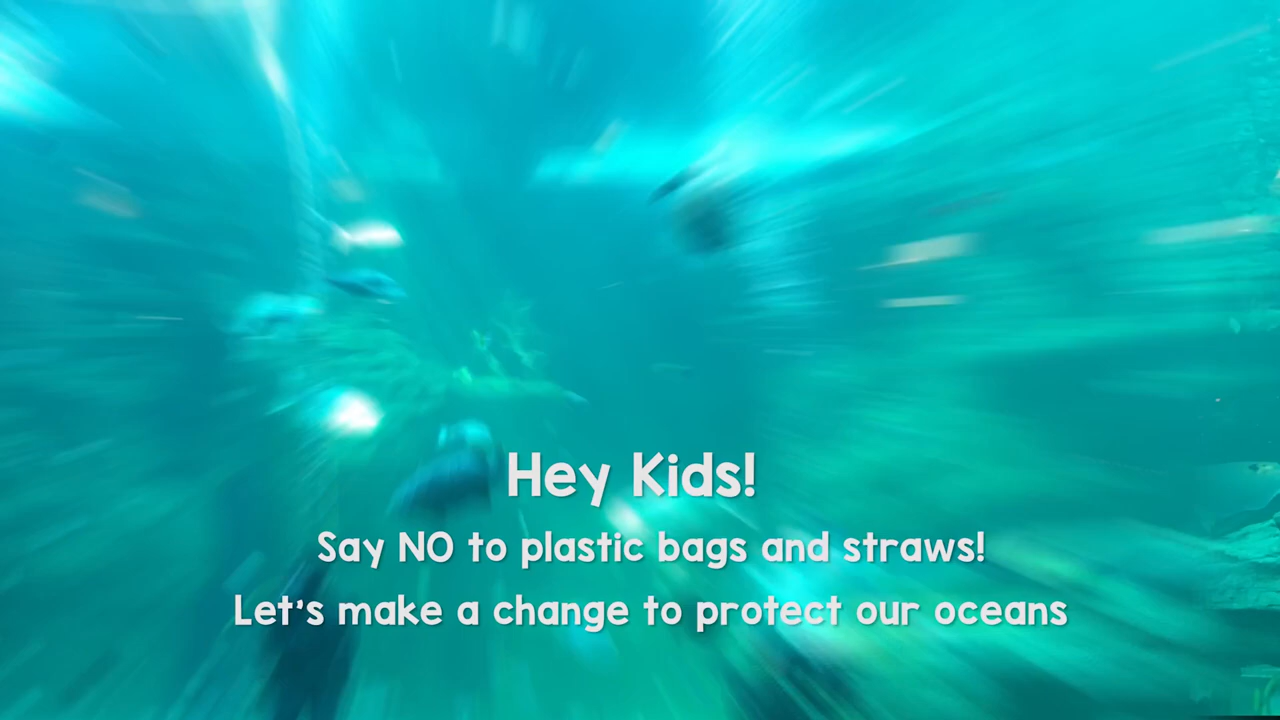 Hey Kids!
Say NO to plastic bags and straws!
Let's make a change to protect our oceans